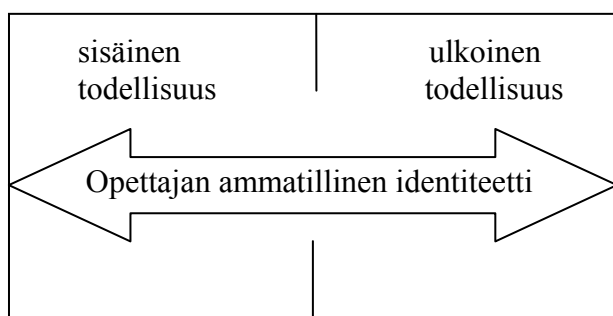 sisäinen
todellisuus
ulkoinen
todellisuus
Opettajan ammatillinen identiteetti